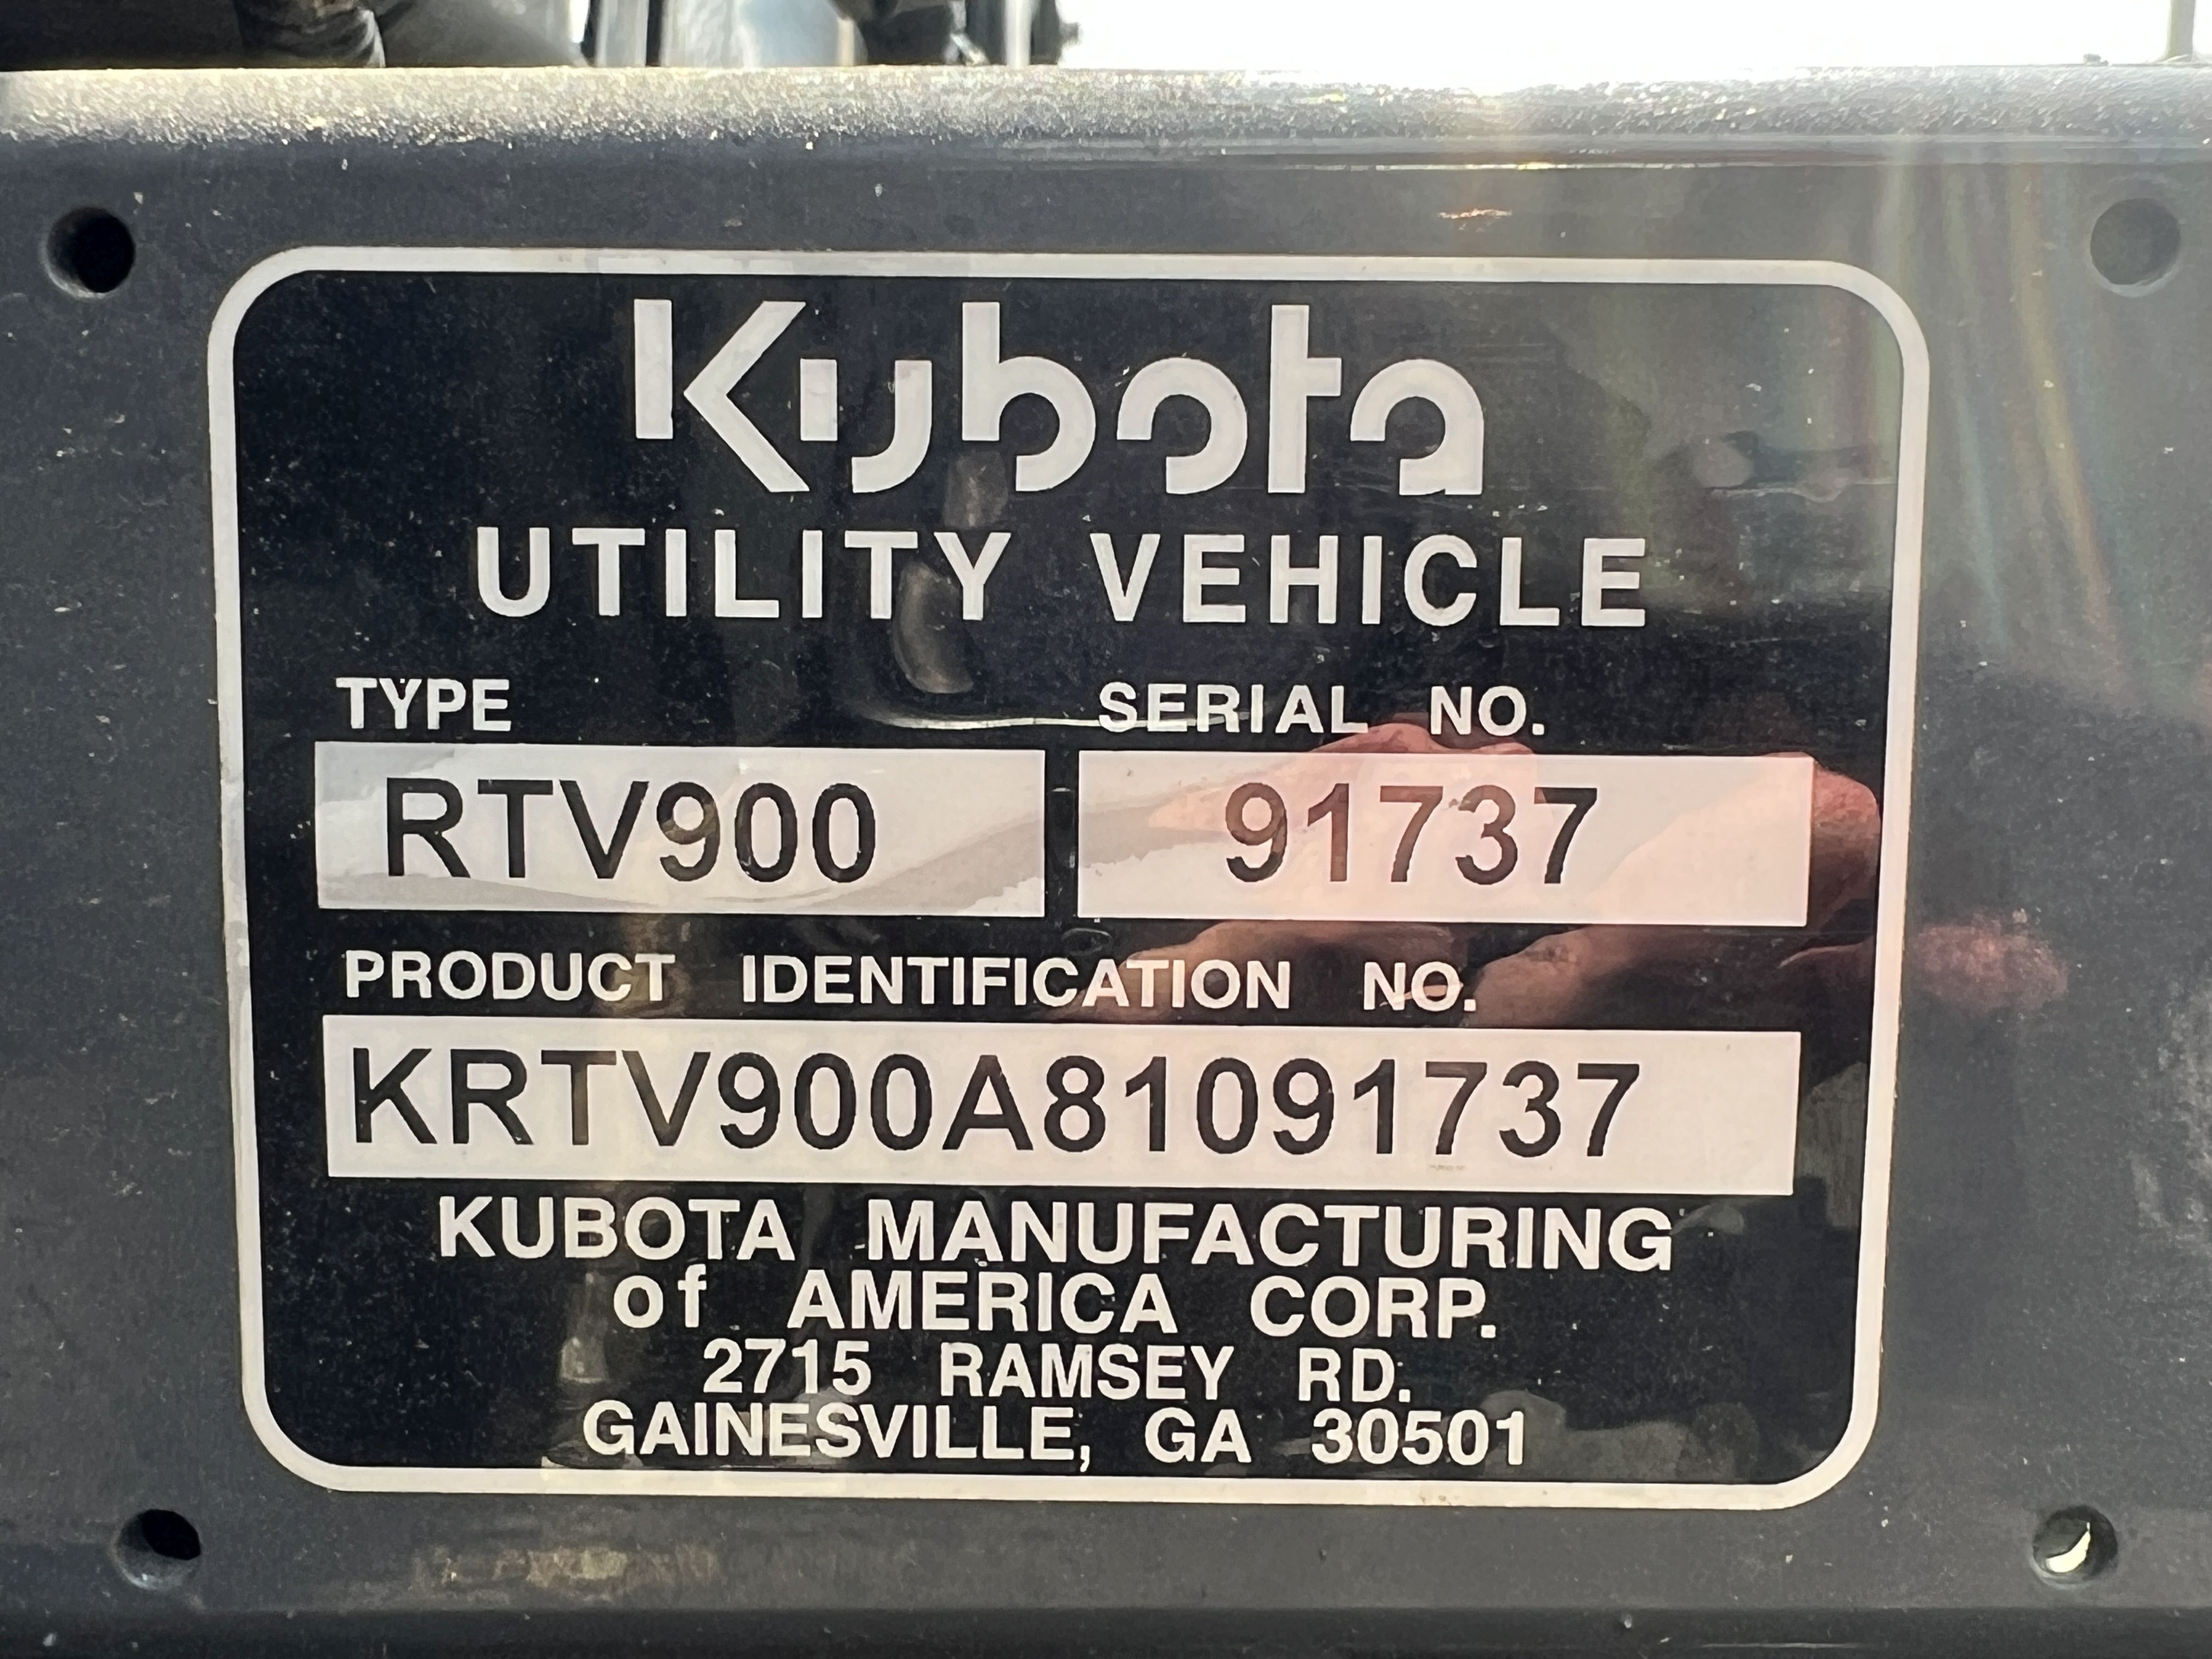 Kubota
UTILITY VEHICLE
TYPE SERIAL NO.
RTV900 91737
PRODUCT IDENTIFICATION NO.
KRTV900A81091737
KUBOTA MANUFACTURING
of AMERICA CORP.
2715 RAMSEY RD.
GAINESVILLE, GA 30501